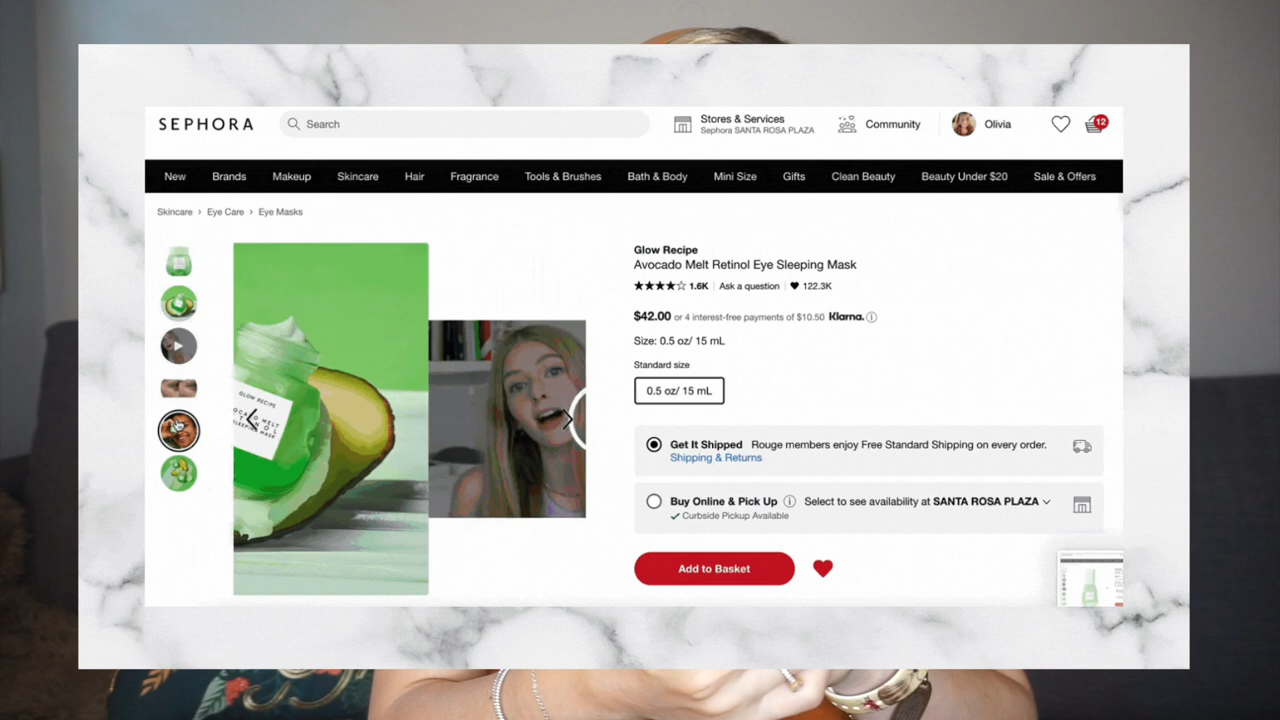 SEPHORA
Search
Stores & Services
Sephora SANTA ROSA PLAZA
Community
Olivia
12
New Brands Makeup Skincare Hair Fragrance Tools & Brushes Bath & Body Mini Size Gifts Clean Beauty Beauty Under $20 Sale & Offers
Skincare › Eye Care › Eye Masks
Glow Recipe
Avocado Melt Retinol Eye Sleeping Mask
1.6K Ask a question 122.3K
$42.00 or 4 interest-free payments of $10.50 Klarna.
Size: 0.5 oz/ 15 mL
Standard size
0.5 oz/ 15 mL
GLOW RECIPE
SLEEPING MASK
Get It Shipped Rouge members enjoy Free Standard Shipping on every order.
Shipping & Returns
Buy Online & Pick Up Select to see availability at SANTA ROSA PLAZA
Curbside Pickup Available
Add to Basket